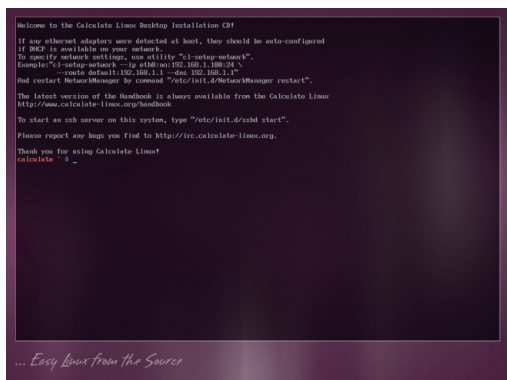 Welcome to the Calculate Linux Desktop Installation CD!
If any ethernet adapters were detected at boot, they should be auto-configured
if DHCP is available on your network.
To specify network settings, use utility "cl-setup-network".
Example:"cl-setup-network --ip eth0:no:192.168.1.100:24 \
--route default:192.168.1.1 --dns 192.168.1.1"
And restart NetworkManager by command "/etc/init.d/NetworkManager restart".
The latest version of the Handbook is always available from the Calculate Linux
http://www.calculate-linux.org/handbook
To start an ssh server on this system, type "/etc/init.d/sshd start".
Please report any bugs you find to http://irc.calculate-linux.org.
Thank you for using Calculate Linux!
calculate ~ # _
... Easy Linux from the Source